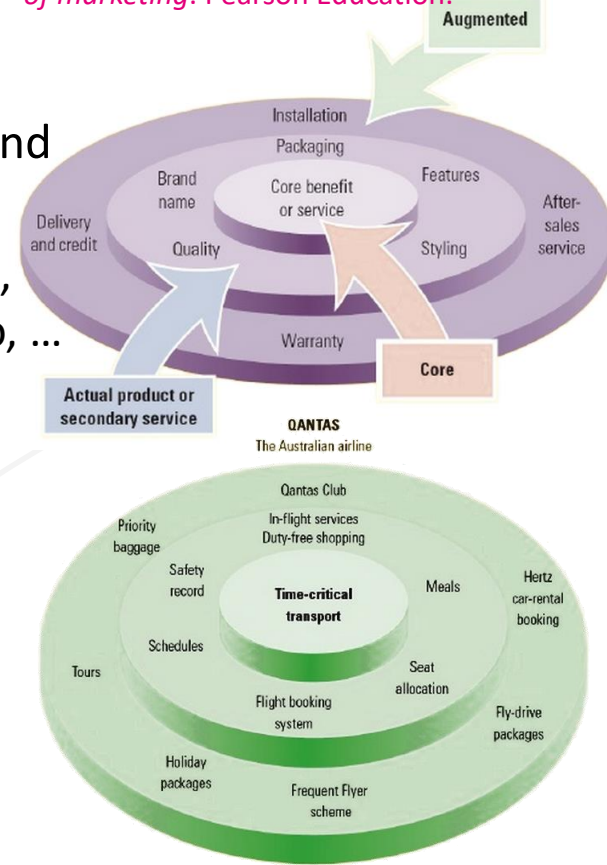 of marketing. Pearson Education.
Augmented
nd
,
o, ...
Installation
Packaging
Brand
name
Features
Core benefit
or service
Delivery
and credit
After-
sales
service
Quality
Styling
Warranty
Actual product or
secondary service
Core
QANTAS
The Australian airline
Qantas Club
In-flight services
Duty-free shopping
Priority
baggage
Safety
record
Time-critical
transport
Meals
Hertz
car-rental
booking
Schedules
Tours
Seat
allocation
Flight booking
system
Fly-drive
packages
Holiday
packages
Frequent Flyer
scheme